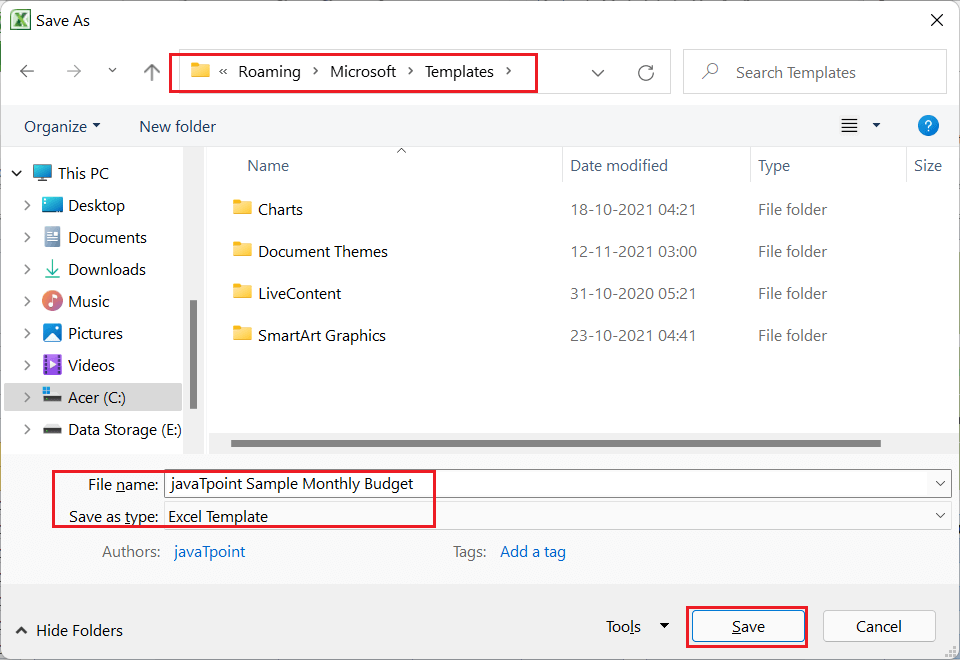 Save As
« Roaming > Microsoft > Templates >
Search Templates
Organize
New folder
?
Name
Date modified
Type
Size
This PC
Desktop
Documents
Downloads
Music
Pictures
Videos
Acer (C:)
Data Storage (E:)
Charts 18-10-2021 04:21 File folder
Document Themes 12-11-2021 03:00 File folder
LiveContent 31-10-2020 05:21 File folder
SmartArt Graphics 23-10-2021 04:41 File folder
File name: javaTpoint Sample Monthly Budget
Save as type: Excel Template
Authors: javaTpoint Tags: Add a tag
Hide Folders
Tools
Save
Cancel